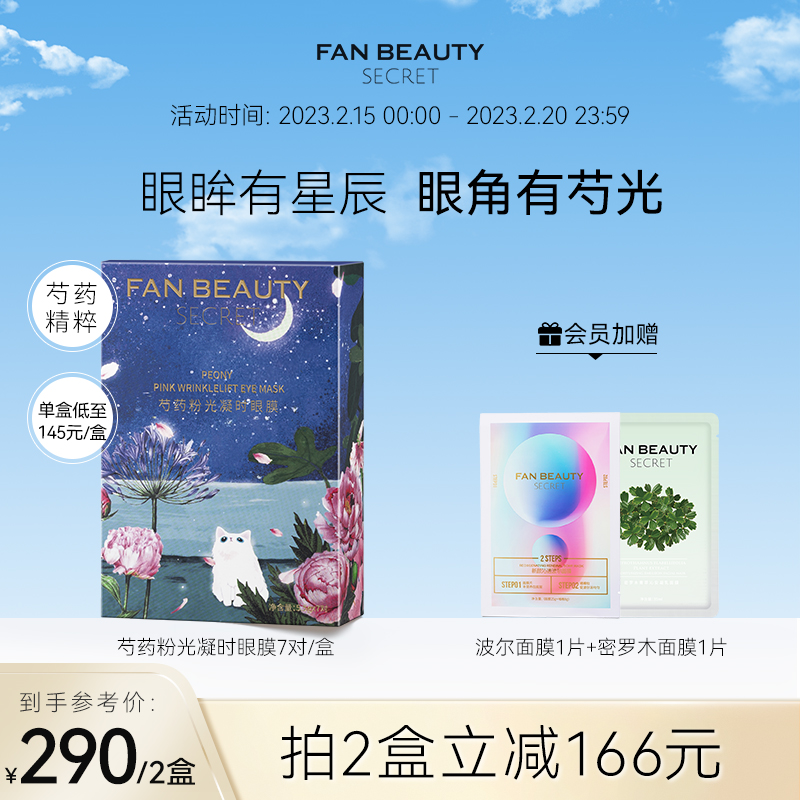 FAN BEAUTY
SECRET
活动时间: 2023.2.15 00:00 - 2023.2.20 23:59
眼眸有星辰 眼角有芍光
芍药
精粹
单盒低至
145元/盒
FAN BEAUTY
SECRET
PEONY
PINK WRINKLELIFT EYE MASK
芍药粉光凝时眼膜
芍药粉光凝时眼膜7对/盒
会员加赠
FAN BEAUTY
SECRET
2 STEPS
STEP01
STEP02
FAN BEAUTY
SECRET
波尔面膜1片+密罗木面膜1片
到手参考价:
¥290/2盒
拍2盒立减166元